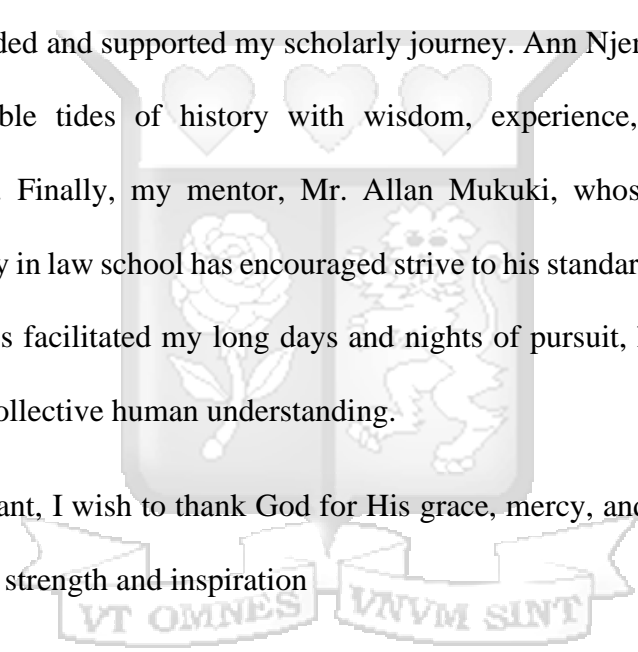 ded and supported my scholarly journey. Ann Njer
ble tides of history with wisdom, experience,
. Finally, my mentor, Mr. Allan Mukuki, whos
y in law school has encouraged strive to his standar
s facilitated my long days and nights of pursuit,
ollective human understanding.
ant, I wish to thank God for His grace, mercy, and
strength and inspiration
VT OMNES VNVM SINT